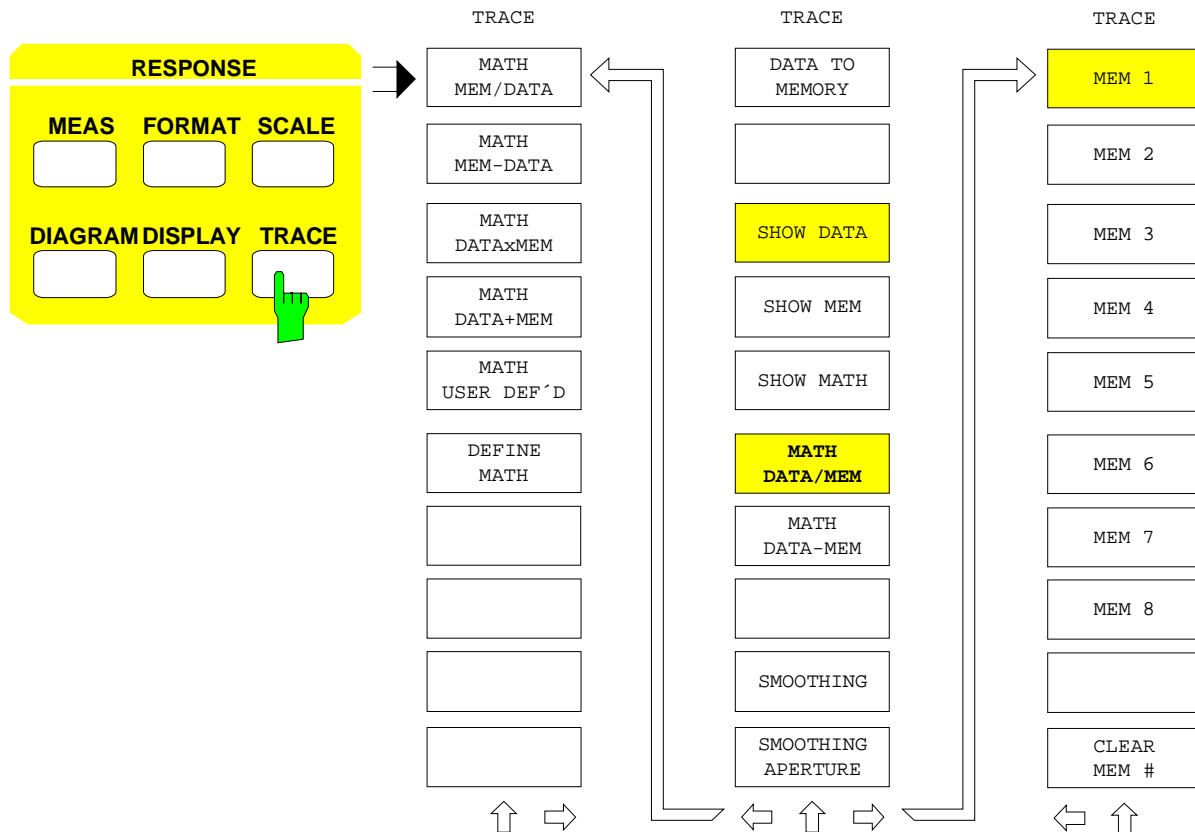 TRACE
TRACE
TRACE
RESPONSE
MEAS FORMAT SCALE
DIAGRAM DISPLAY TRACE
MATH
MEM/DATA
MATH
MEM-DATA
MATH
DATAxMEM
MATH
DATA+MEM
MATH
USER DEF´D
DEFINE
MATH
DATA TO
MEMORY
SHOW DATA
SHOW MEM
SHOW MATH
MATH
DATA/MEM
MATH
DATA-MEM
SMOOTHING
SMOOTHING
APERTURE
MEM 1
MEM 2
MEM 3
MEM 4
MEM 5
MEM 6
MEM 7
MEM 8
CLEAR
MEM #